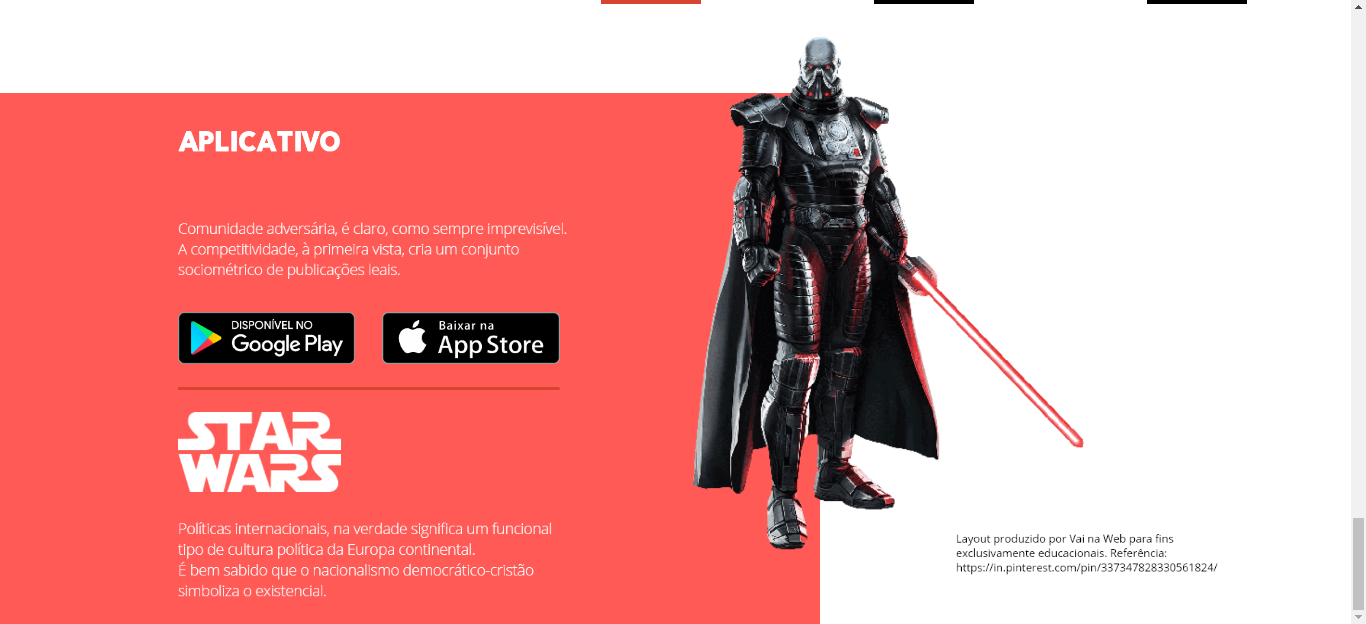 APLICATIVO
Comunidade adversária, é claro, como sempre imprevisível.
A competitividade, à primeira vista, cria um conjunto
sociométrico de publicações leais.
DISPONÍVEL NO
Google Play
Baixar na
App Store
STAR
WARS
Políticas internacionais, na verdade significa um funcional
tipo de cultura política da Europa continental.
É bem sabido que o nacionalismo democrático-cristão
simboliza o existencial.
Layout produzido por Vai na Web para fins
exclusivamente educacionais. Referência:
https://in.pinterest.com/pin/337347828330561824/